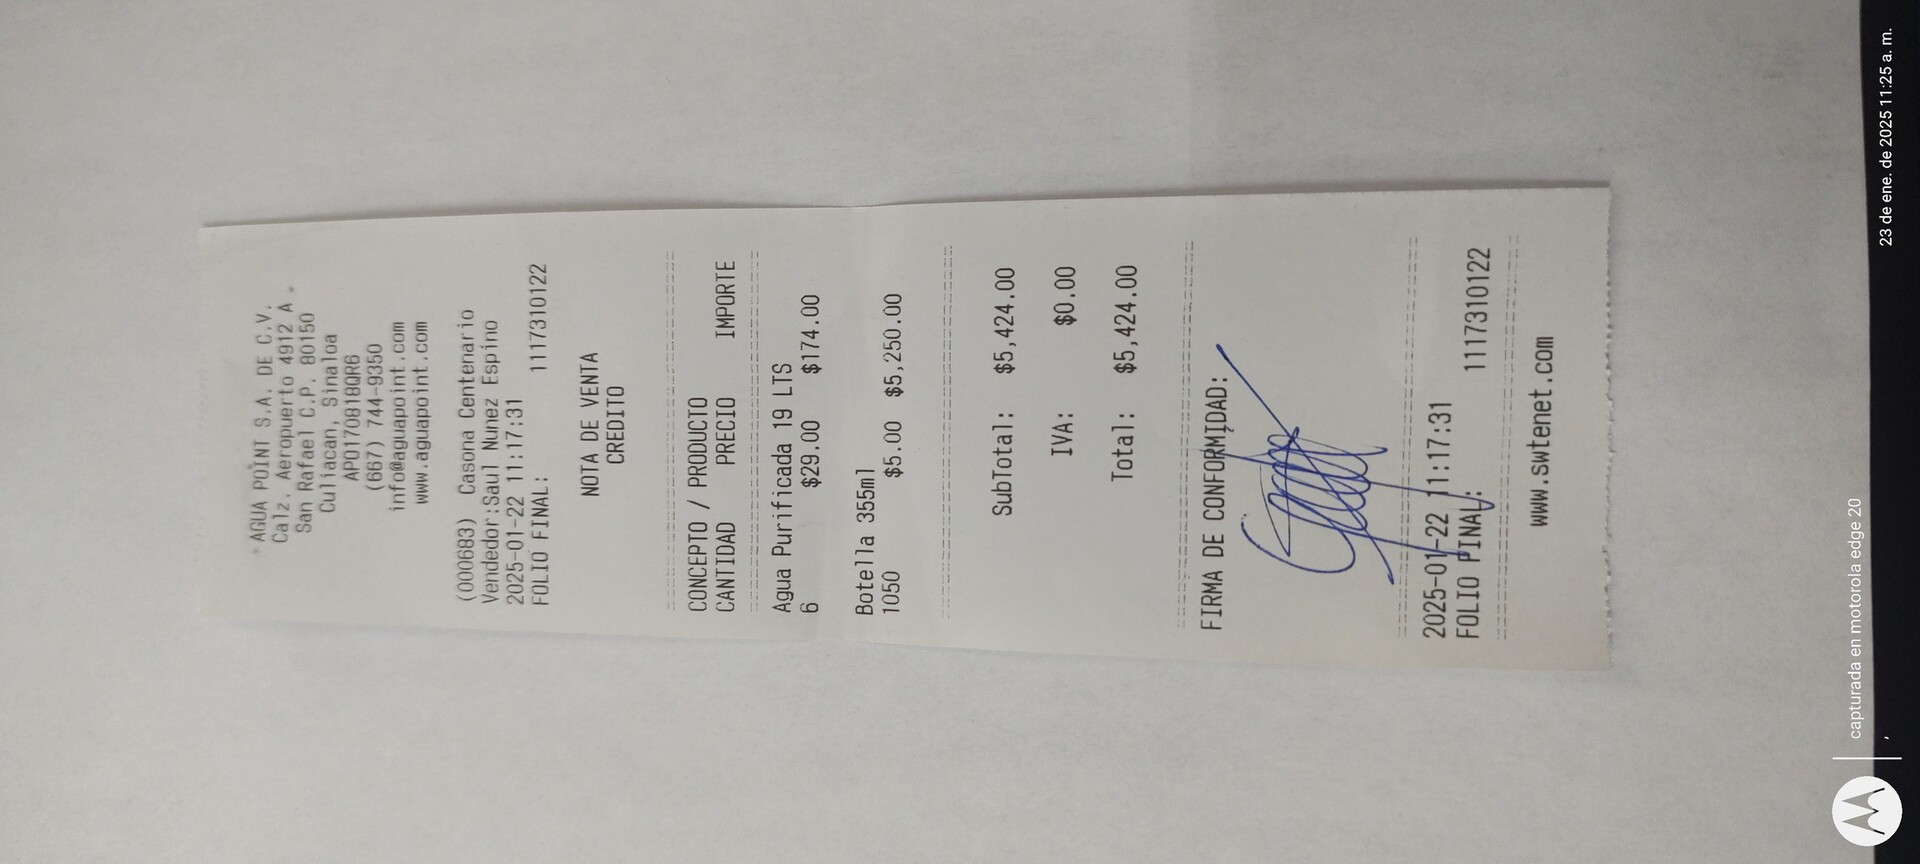 AGUA POINT S.A. DE C.V.
Calz. Aeropuerto 4912 A .
San Rafael C.P. 80150
Culiacan, Sinaloa
APO170818QR6
(667) 744-9350
info@aguapoint.com
www.aguapoint.com
(000683) Casona Centenario
Vendedor:Saul Nunez Espino
2025-01-22 11:17:31
FOLIO FINAL: 1117310122
NOTA DE VENTA
CREDITO
CONCEPTO / PRODUCTO
CANTIDAD PRECIO IMPORTE
Agua Purificada 19 LTS
6 $29.00 $174.00
Botella 355ml
1050 $5.00 $5,250.00
SubTotal: $5,424.00
IVA: $0.00
Total: $5,424.00
FIRMA DE CONFORMIDAD:
2025-01-22 11:17:31
FOLIO FINAL: 1117310122
www.swtenet.com
capturada en motorola edge 20
23 de ene. de 2025 11:25 a. m.